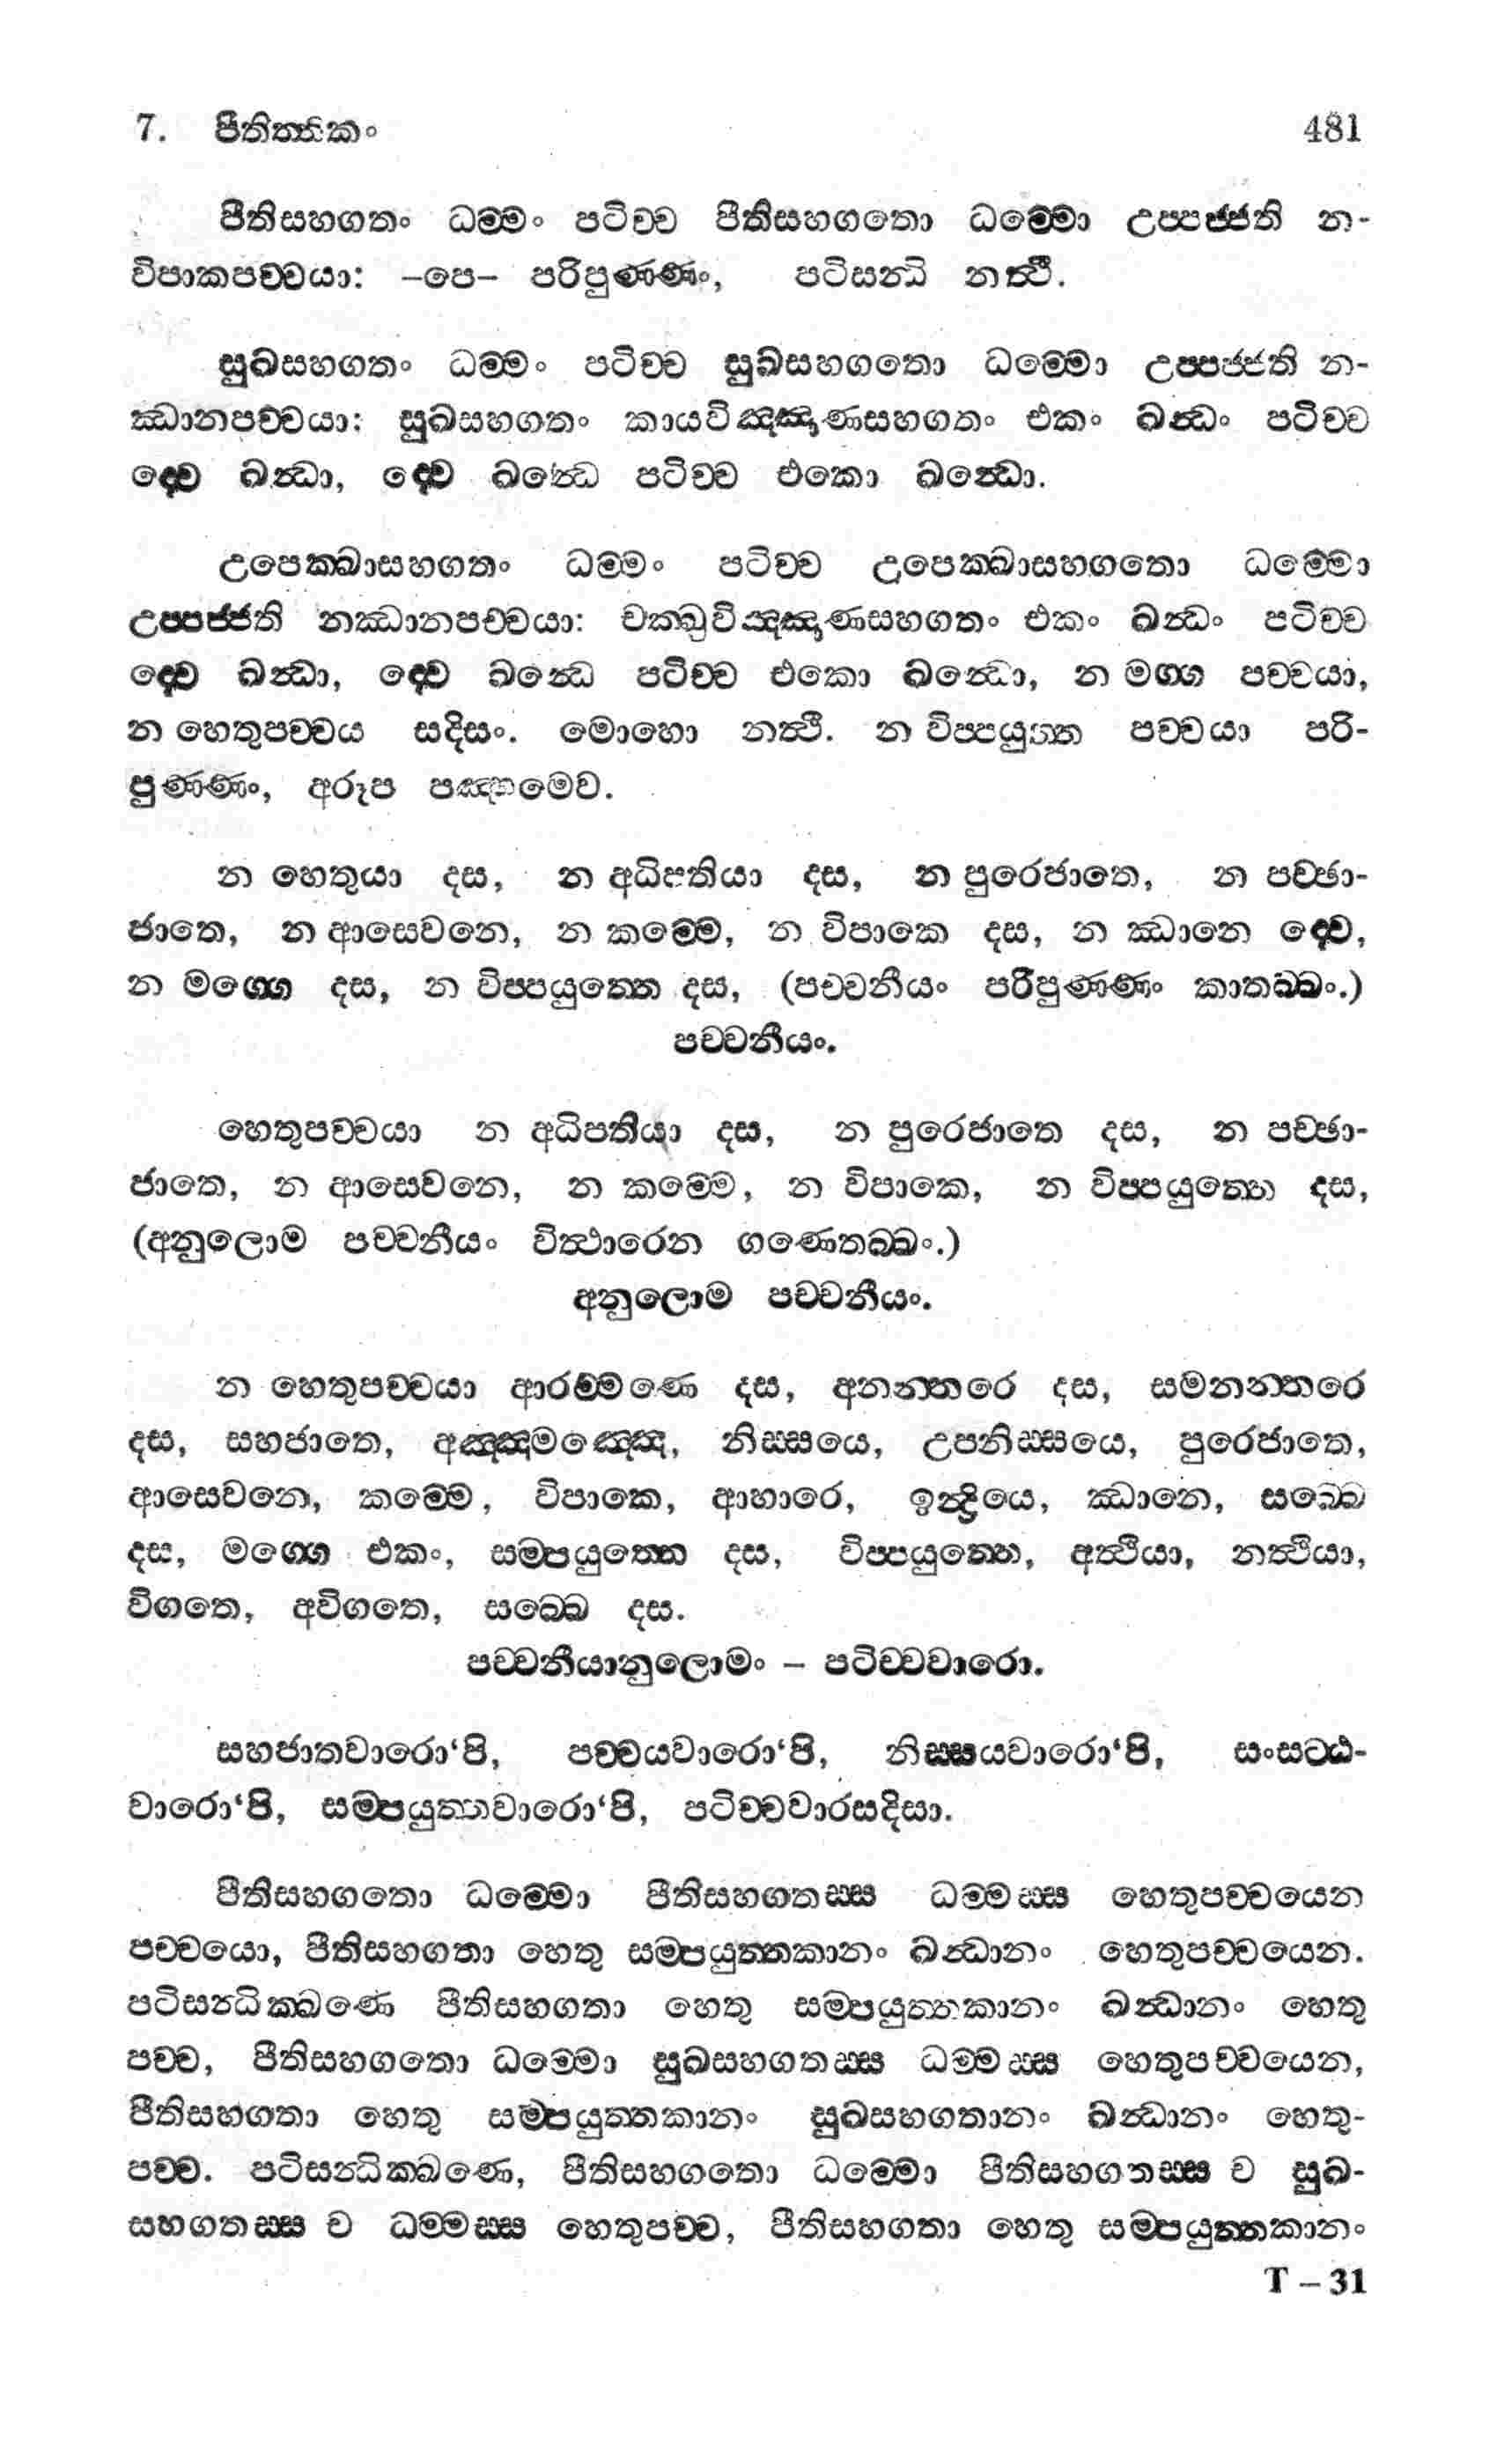 7. පීතිත්තිකං 481
පීතිසහගතං ධම්මං පටිච්ච පීතිසහගතො ධම්මො උප්පජ්ජති න-
විපාකපච්චයා: –පෙ– පරිපුණ්ණං, පටිසන්ධි නත්ථී.
සුඛසහගතං ධම්මං පටිච්ච සුඛසහගතො ධම්මො උප්පජ්ජති න-
ඣානපච්චයා: සුඛසහගතං කායවිඤ්ඤාණසහගතං එකං ඛන්ධං පටිච්ච
ද්වෙ ඛන්ධා, ද්වෙ ඛන්ධෙ පටිච්ච එකො ඛන්ධො.
උපෙක්ඛාසහගතං ධම්මං පටිච්ච උපෙක්ඛාසහගතො ධම්මො
උප්පජ්ජති නඣානපච්චයා: චක්ඛුවිඤ්ඤාණසහගතං එකං ඛන්ධං පටිච්ච
ද්වෙ ඛන්ධා, ද්වෙ ඛන්ධෙ පටිච්ච එකො ඛන්ධො, න මග්ග පච්චයා,
න හෙතුපච්චය සදිසං. මොහො නත්ථී. න විප්පයුත්ත පච්චයා පරි-
පුණ්ණං, අරූප පඤ්හමෙව.
න හෙතුයා දස, න අධිපතියා දස, න පුරෙජාතෙ, න පච්ඡා-
ජාතෙ, න ආසෙවනෙ, න කම්මෙ, න විපාකෙ දස, න ඣානෙ ද්වෙ,
න මග්ගෙ දස, න විප්පයුත්තෙ දස, (පච්චනීයං පරිපුණ්ණං කාතබ්බං.)
පච්චනීයං.
හෙතුපච්චයා න අධිපතියා දස, න පුරෙජාතෙ දස, න පච්ඡා-
ජාතෙ, න ආසෙවනෙ, න කම්මෙ, න විපාකෙ, න විප්පයුත්තෙ දස,
(අනුලොම පච්චනීයං විත්ථාරෙන ගණෙතබ්බං.)
අනුලොම පච්චනීයං.
න හෙතුපච්චයා ආරම්මණෙ දස, අනන්තරෙ දස, සමනන්තරෙ
දස, සහජාතෙ, අඤ්ඤමඤ්ඤෙ, නිස්සයෙ, උපනිස්සයෙ, පුරෙජාතෙ,
ආසෙවනෙ, කම්මෙ, විපාකෙ, ආහාරෙ, ඉන්ද්‍රියෙ, ඣානෙ, සබ්බෙ
දස, මග්ගෙ එකං, සම්පයුත්තෙ දස, විප්පයුත්තෙ, අත්ථියා, නත්ථියා,
විගතෙ, අවිගතෙ, සබ්බෙ දස.
පච්චනීයානුලොමං – පටිච්චවාරො.
සහජාතවාරො‘පි, පච්චයවාරො‘පි, නිස්සයවාරො‘පි, සංසට්ඨ-
වාරො‘පි, සම්පයුත්තවාරො‘පි, පටිච්චවාරසදිසා.
පීතිසහගතො ධම්මො පීතිසහගතස්ස ධම්මස්ස හෙතුපච්චයෙන
පච්චයො, පීතිසහගතා හෙතු සම්පයුත්තකානං ඛන්ධානං හෙතුපච්චයෙන.
පටිසන්ධික්ඛණෙ පීතිසහගතා හෙතු සම්පයුත්තකානං ඛන්ධානං හෙතු
පච්ච, පීතිසහගතො ධම්මො සුඛසහගතස්ස ධම්මස්ස හෙතුපච්චයෙන,
පීතිසහගතා හෙතු සම්පයුත්තකානං සුඛසහගතානං ඛන්ධානං හෙතු-
පච්ච. පටිසන්ධික්ඛණෙ, පීතිසහගතො ධම්මො පීතිසහගතස්ස ච සුඛ-
සහගතස්ස ච ධම්මස්ස හෙතුපච්ච, පීතිසහගතා හෙතු සම්පයුත්තකානං
T – 31